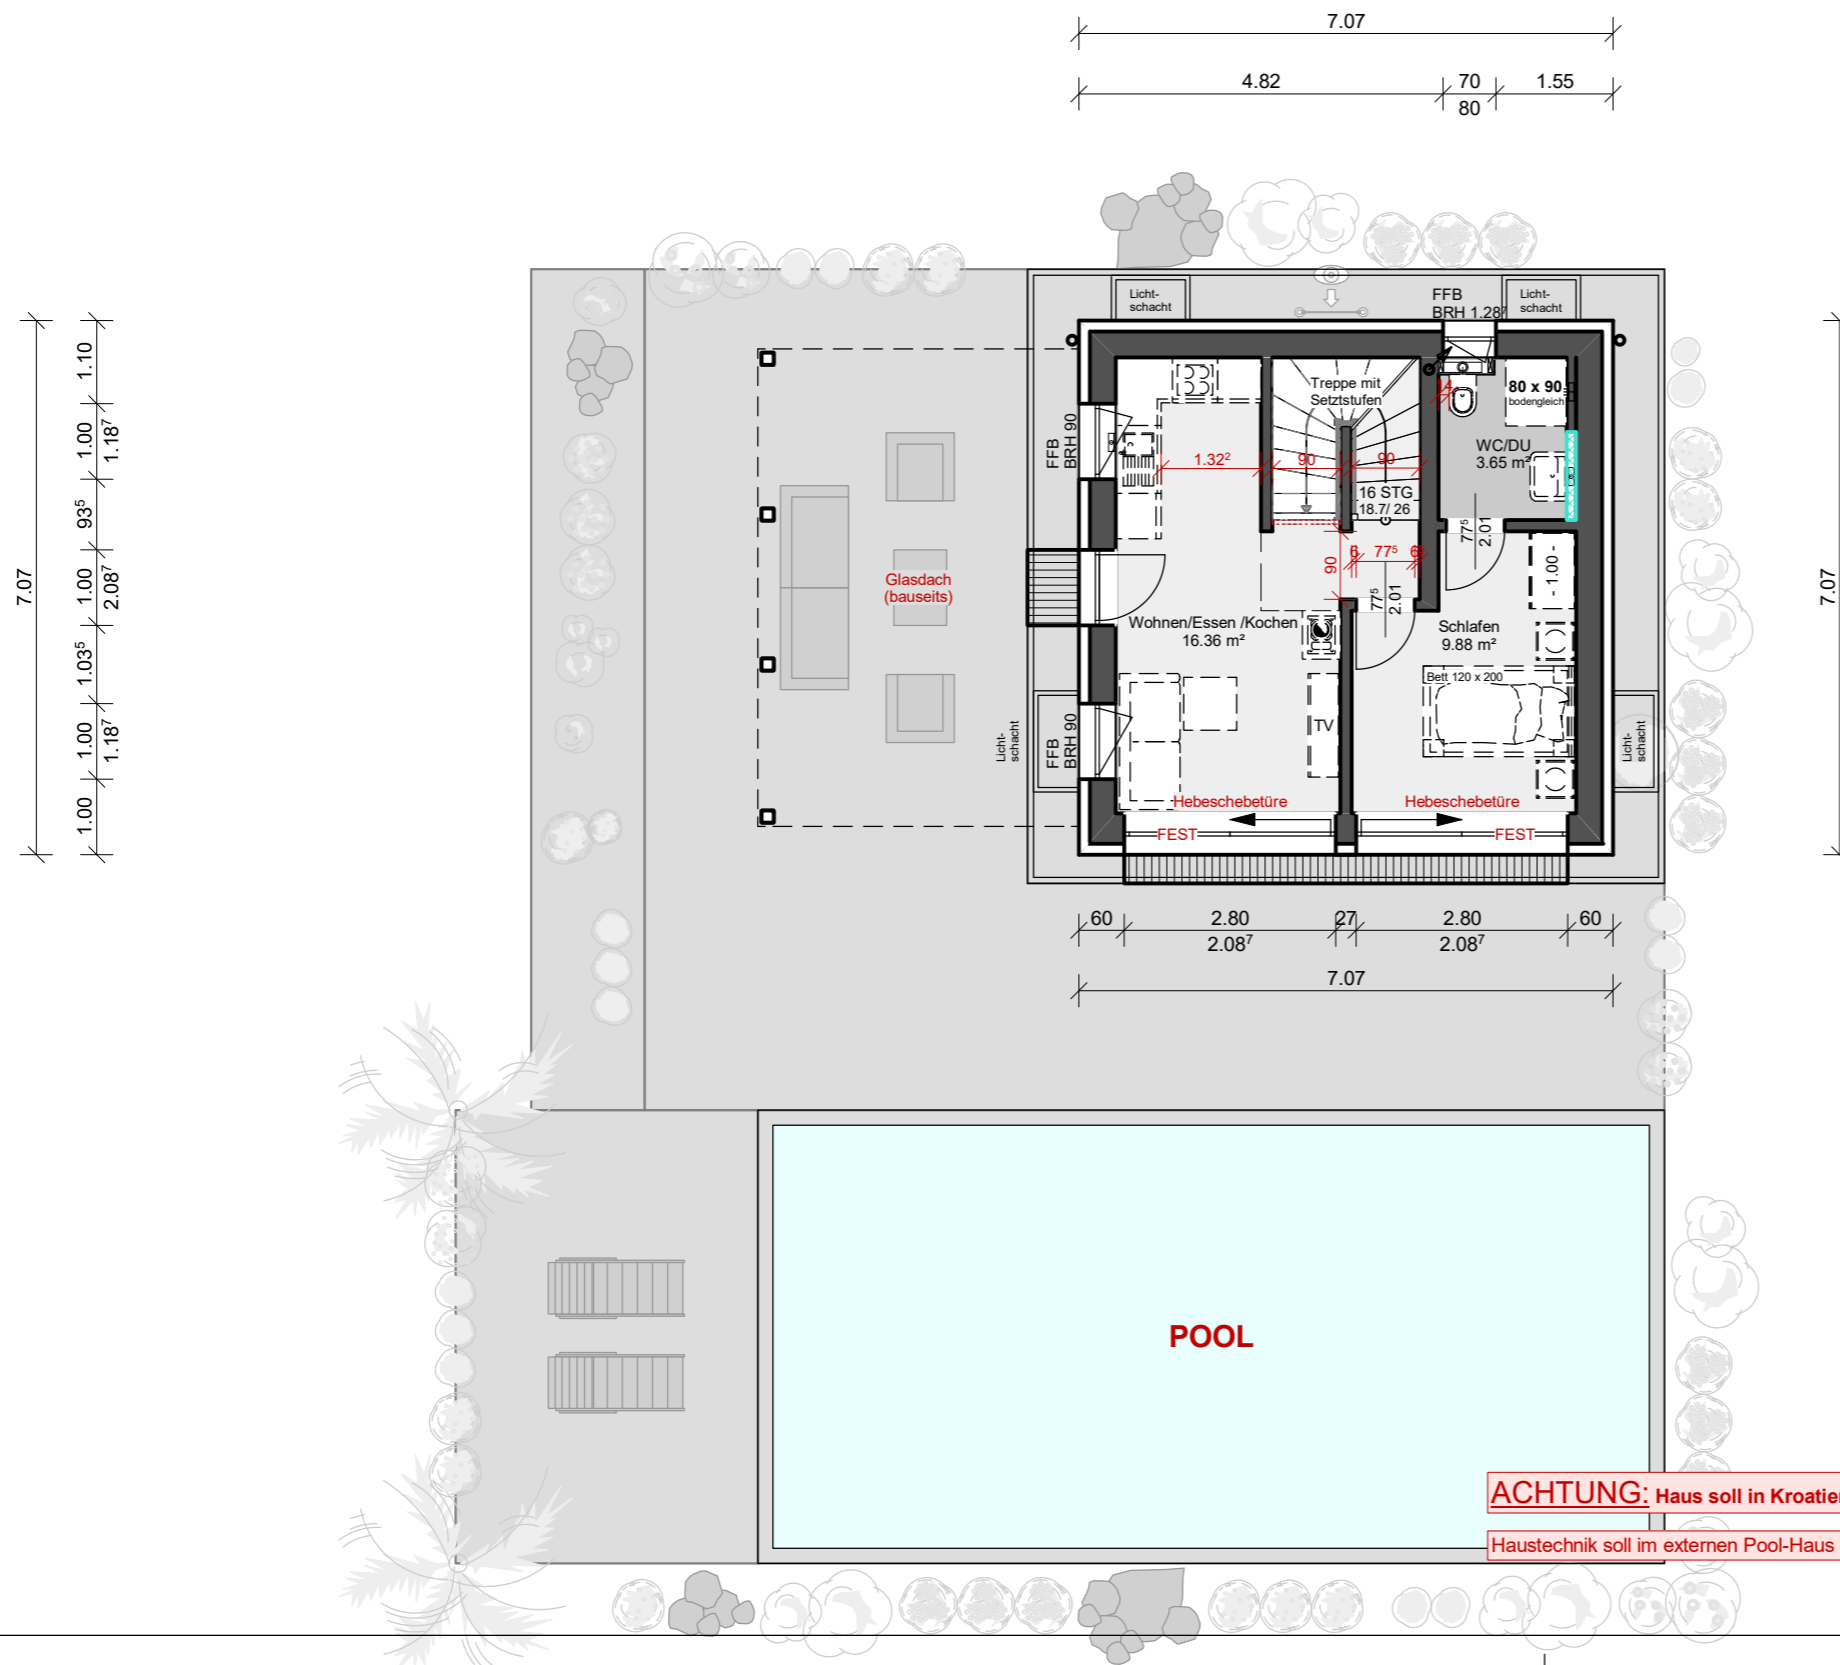 7.07
4.82 70 1.55
80
Licht-
schacht
FFB
BRH 1.28⁷
Licht-
schacht
7.07
1.10
1.00
1.18⁷
93⁵
1.00
2.08⁷
1.03⁵
1.00
1.18⁷
1.00
Treppe mit
Setztstufen
14
80 x 90
bodengleich
FFB
BRH 90
WC/DU
3.65 m²
1.32²
90
90
16 STG
18.7/ 26
77⁵
2.01
6 77⁵
90
1.00
Glasdach
(bauseits)
77⁵
2.01
Wohnen/Essen /Kochen
16.36 m²
Schlafen
9.88 m²
7.07
Bett 120 x 200
TV
Licht-
schacht
FFB
BRH 90
Licht-
schacht
Hebeschebetüre
Hebeschebetüre
FEST
FEST
60 2.80 27 2.80 60
2.08⁷ 2.08⁷
7.07
POOL
ACHTUNG: Haus soll in Kroatien
Haustechnik soll im externen Pool-Haus